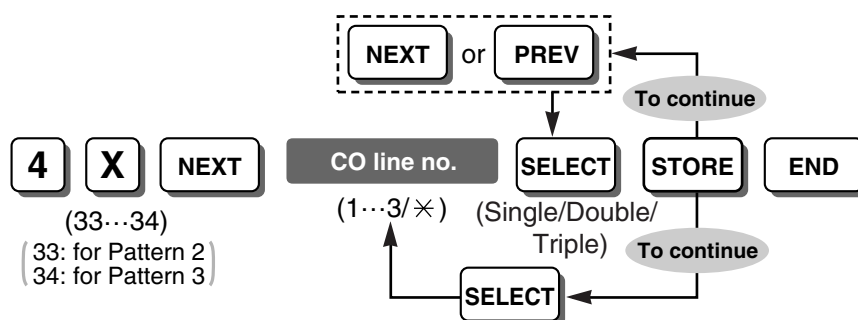 NEXT or PREV
To continue
4 X NEXT CO line no. SELECT STORE END
(33···34) (1···3/✳) (Single/Double/
Triple)
33: for Pattern 2
34: for Pattern 3
To continue
SELECT